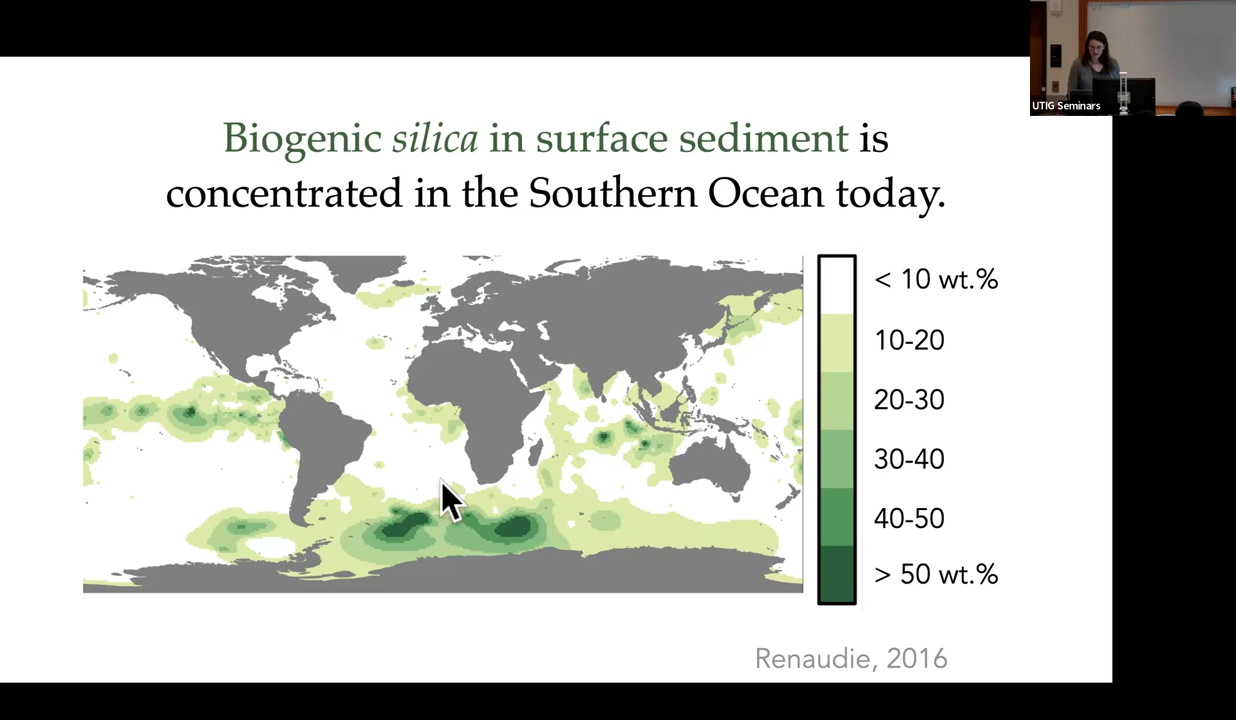 UTIG Seminars
Biogenic silica in surface sediment is
concentrated in the Southern Ocean today.
< 10 wt.%
10-20
20-30
30-40
40-50
> 50 wt.%
Renaudie, 2016